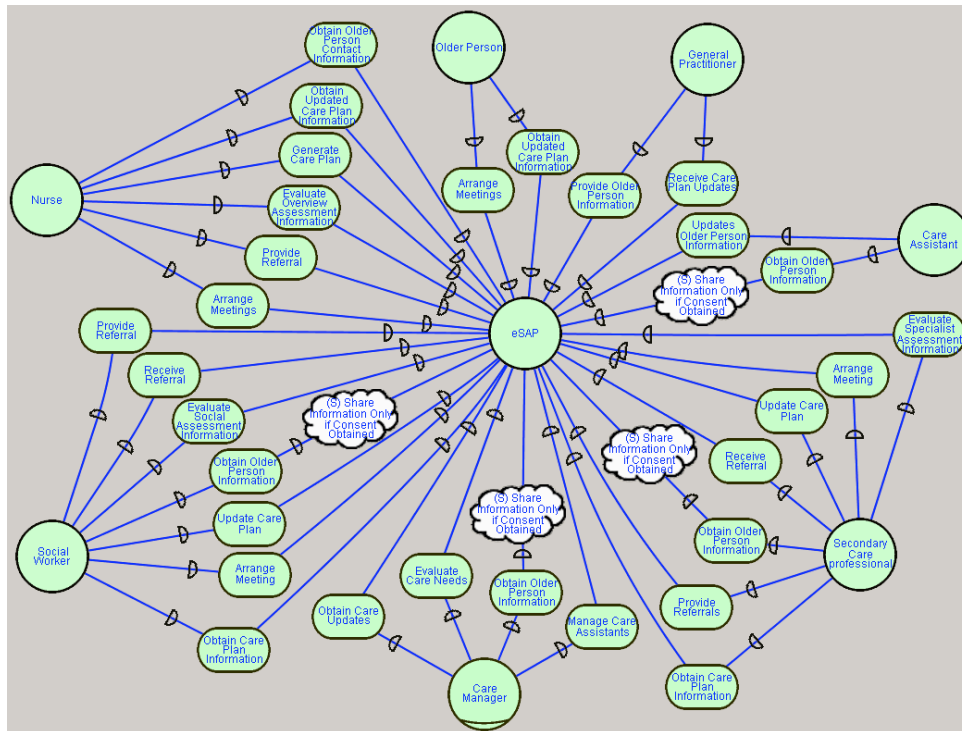 Obtain Older
Person
Contact
Information
Older Person
General
Practitioner
Obtain
Updated
Care Plan
Information
Generate
Care Plan
Obtain
Updated
Care Plan
Information
Nurse
Evaluate
Overview
Assessment
Information
Arrange
Meetings
Provide Older
Person
Information
Receive Care
Plan Updates
Provide
Referral
Updates
Older Person
Information
Care
Assistant
Obtain Older
Person
Information
Arrange
Meetings
(S) Share
Information Only
if Consent
Obtained
Provide
Referral
eSAP
Evaluate
Specialist
Assessment
Information
Receive
Referral
Arrange
Meeting
Evaluate
Social
Assessment
Information
(S) Share
Information Only
if Consent
Obtained
Update Care
Plan
(S) Share
Information Only
if Consent
Obtained
Receive
Referral
Obtain Older
Person
Information
(S) Share
Information Only
if Consent
Obtained
Update Care
Plan
Obtain Older
Person
Information
Social
Worker
Secondary
Care
professional
Arrange
Meeting
Evaluate
Care Needs
Obtain Older
Person
Information
Obtain Care
Updates
Manage Care
Assistants
Provide
Referrals
Obtain Care
Plan
Information
Care
Manager
Obtain Care
Plan
Information